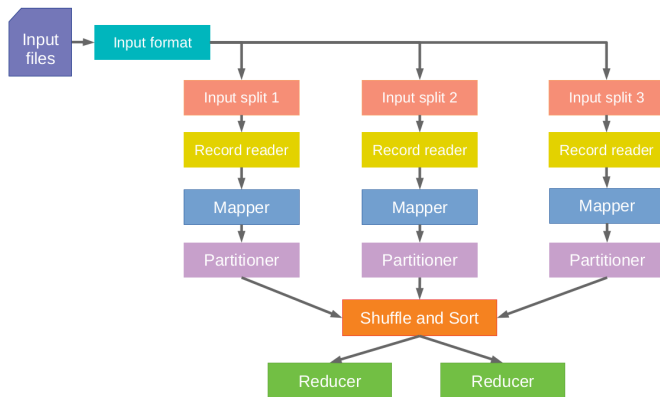 Input
files
Input format
Input split 1
Input split 2
Input split 3
Record reader
Record reader
Record reader
Mapper
Mapper
Mapper
Partitioner
Partitioner
Partitioner
Shuffle and Sort
Reducer
Reducer